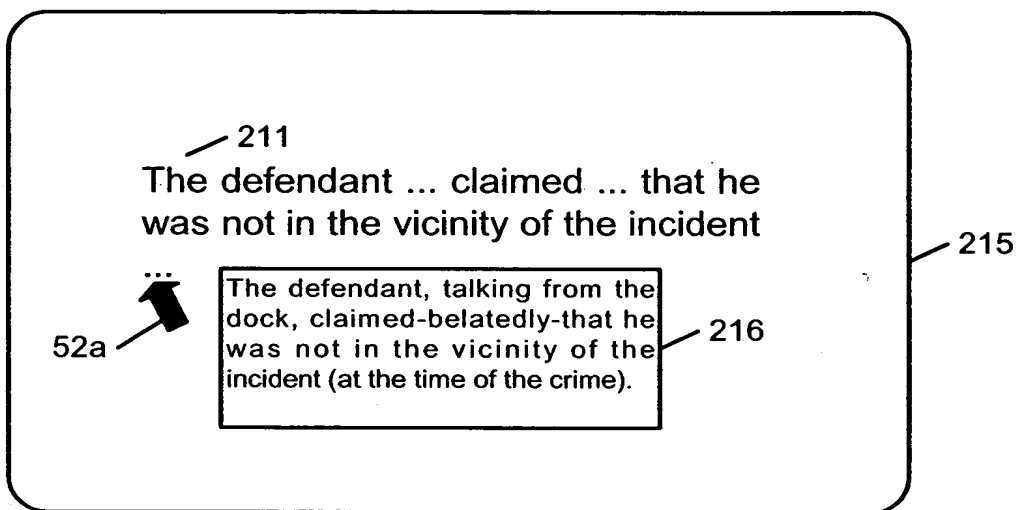 211
The defendant ... claimed ... that he
was not in the vicinity of the incident
...
215
The defendant, talking from the
dock, claimed-belatedly-that he
was not in the vicinity of the
incident (at the time of the crime).
216
52a